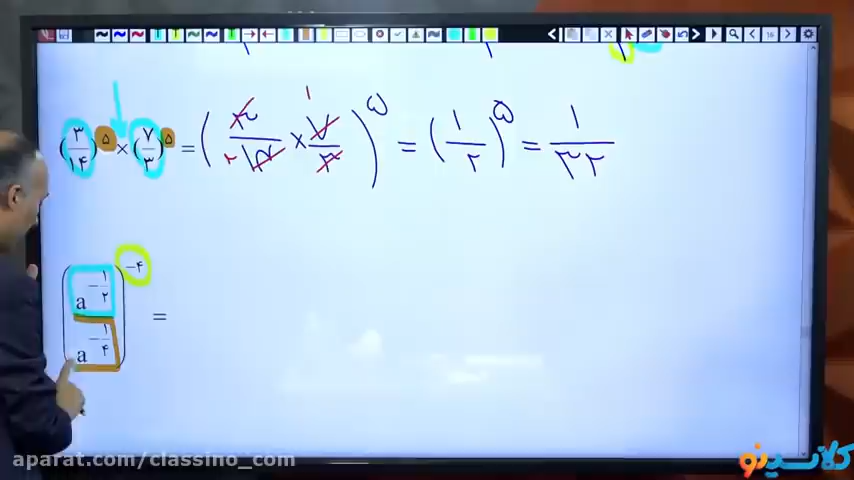 (۳/۱۴)^۵ × (۷/۳)^۵ = (۳/۱۴ × ۷/۳)^۵ = (۱/۲)^۵ = ۱/۳۲
(a^(-۱/۲) / a^(-۱/۴))^(-۴) =
aparat.com/classino_com
کلاسینو